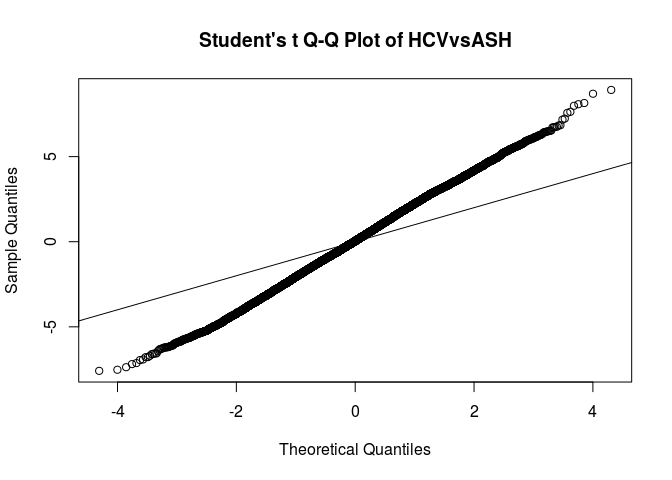 Student's t Q-Q Plot of HCVvsASH
Sample Quantiles
5
0
-5
-4 -2 0 2 4
Theoretical Quantiles